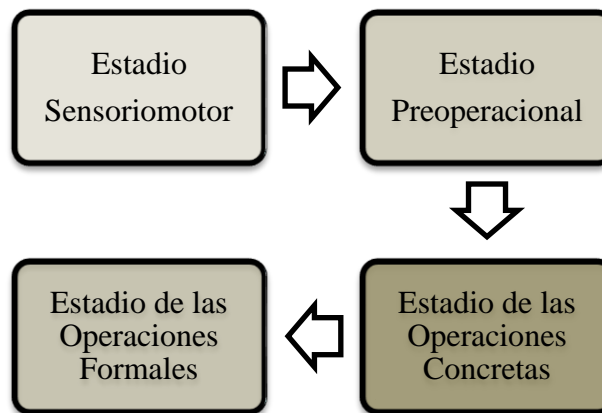 Estadio
Sensoriomotor
Estadio
Preoperacional
Estadio de las
Operaciones
Concretas
Estadio de las
Operaciones
Formales